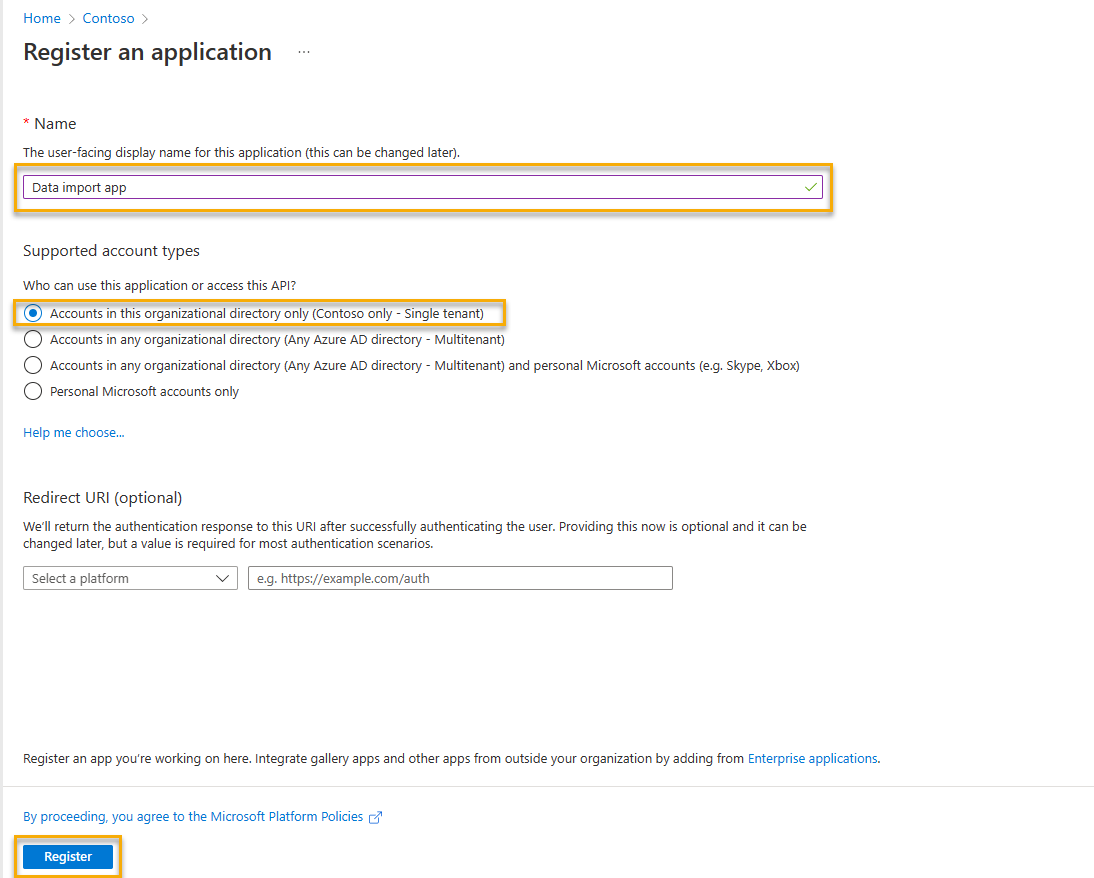 Home > Contoso >
Register an application ...
* Name
The user-facing display name for this application (this can be changed later).
Data import app
Supported account types
Who can use this application or access this API?
Accounts in this organizational directory only (Contoso only - Single tenant)
Accounts in any organizational directory (Any Azure AD directory - Multitenant)
Accounts in any organizational directory (Any Azure AD directory - Multitenant) and personal Microsoft accounts (e.g. Skype, Xbox)
Personal Microsoft accounts only
Help me choose...
Redirect URI (optional)
We'll return the authentication response to this URI after successfully authenticating the user. Providing this now is optional and it can be
changed later, but a value is required for most authentication scenarios.
Select a platform e.g. https://example.com/auth
Register an app you're working on here. Integrate gallery apps and other apps from outside your organization by adding from Enterprise applications.
By proceeding, you agree to the Microsoft Platform Policies
Register